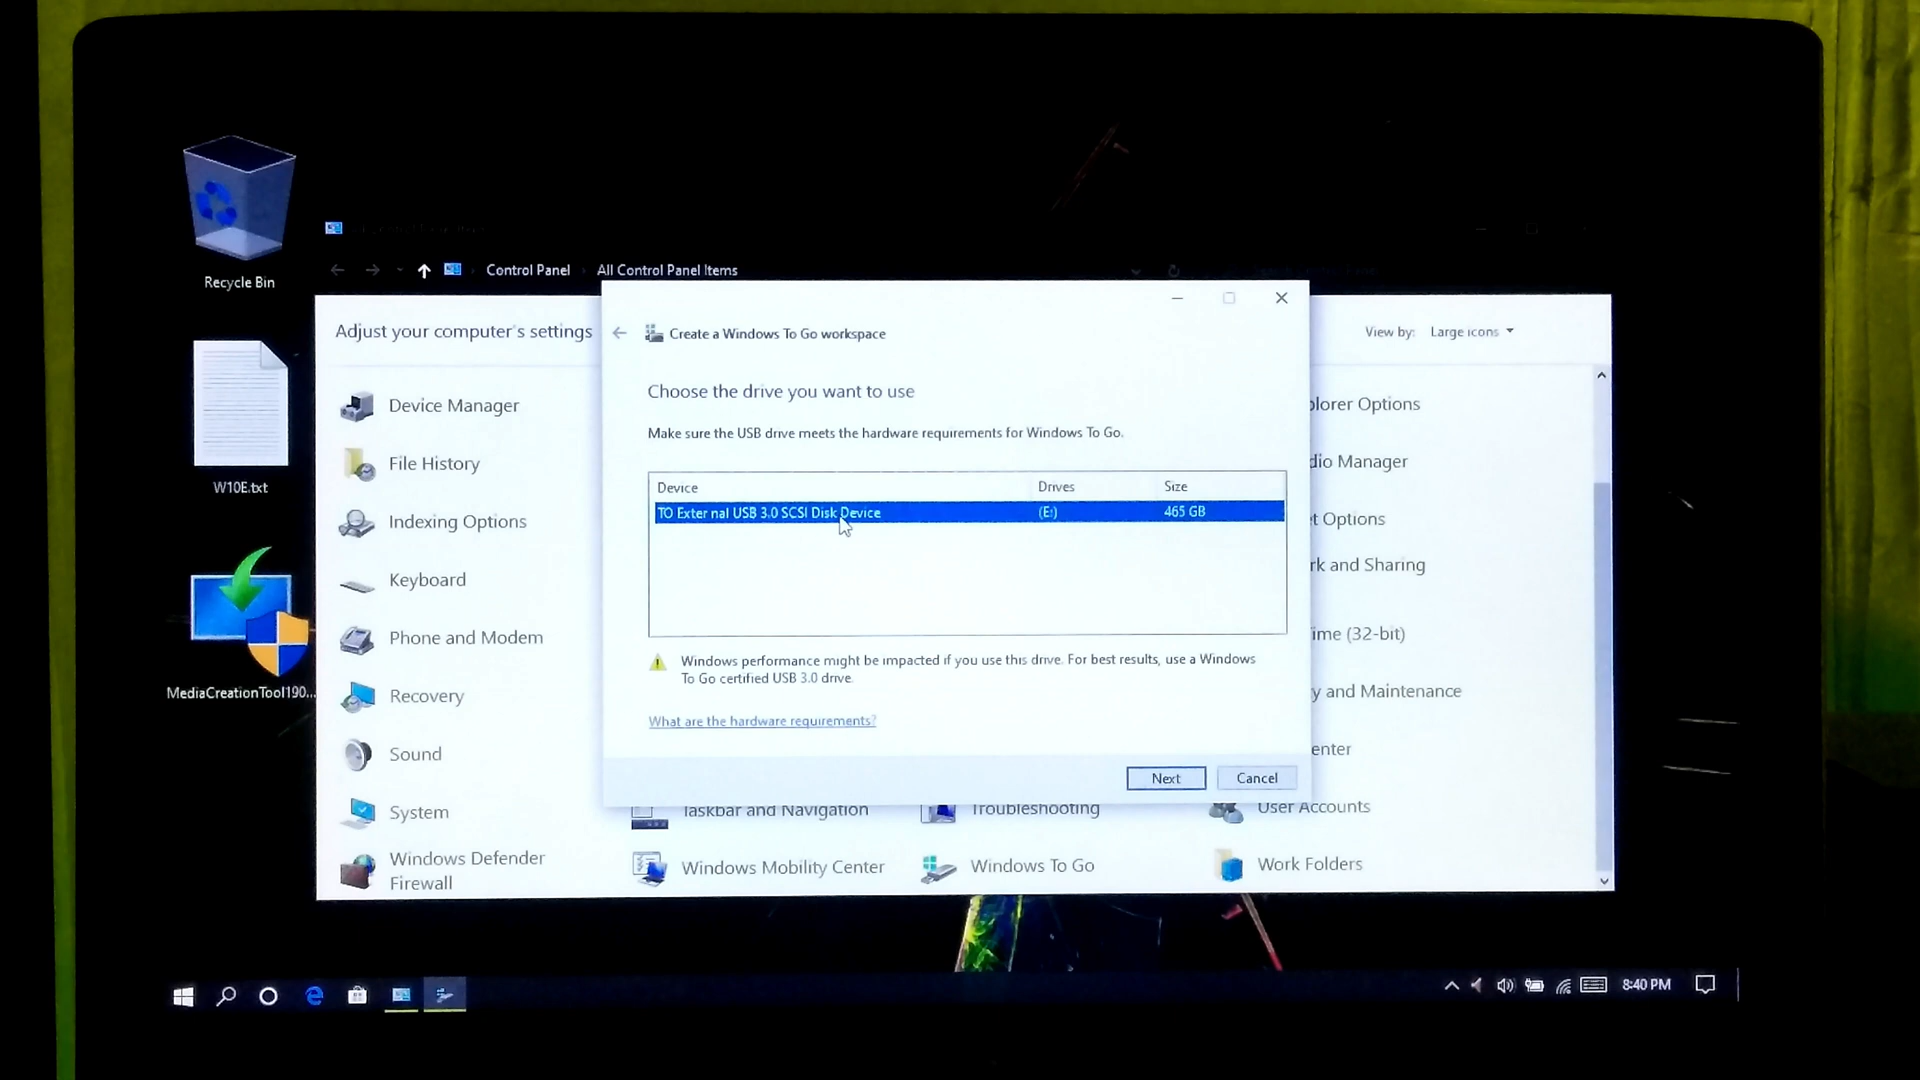 Recycle Bin
Control Panel
All Control Panel Items
Adjust your computer's settings
View by:
Large icons
Create a Windows To Go workspace
Choose the drive you want to use
Make sure the USB drive meets the hardware requirements for Windows To Go.
Device
Drives
Size
TO External USB 3.0 SCSI Disk Device
(E:)
465 GB
Windows performance might be impacted if you use this drive. For best results, use a Windows
To Go certified USB 3.0 drive.
What are the hardware requirements?
Next
Cancel
Device Manager
File History
Indexing Options
Keyboard
Phone and Modem
Recovery
Sound
System
Windows Defender
Firewall
Taskbar and Navigation
Troubleshooting
User Accounts
Windows Mobility Center
Windows To Go
Work Folders
plorer Options
dio Manager
t Options
rk and Sharing
ime (32-bit)
y and Maintenance
enter
W10E.txt
MediaCreationTool190...
8:40 PM